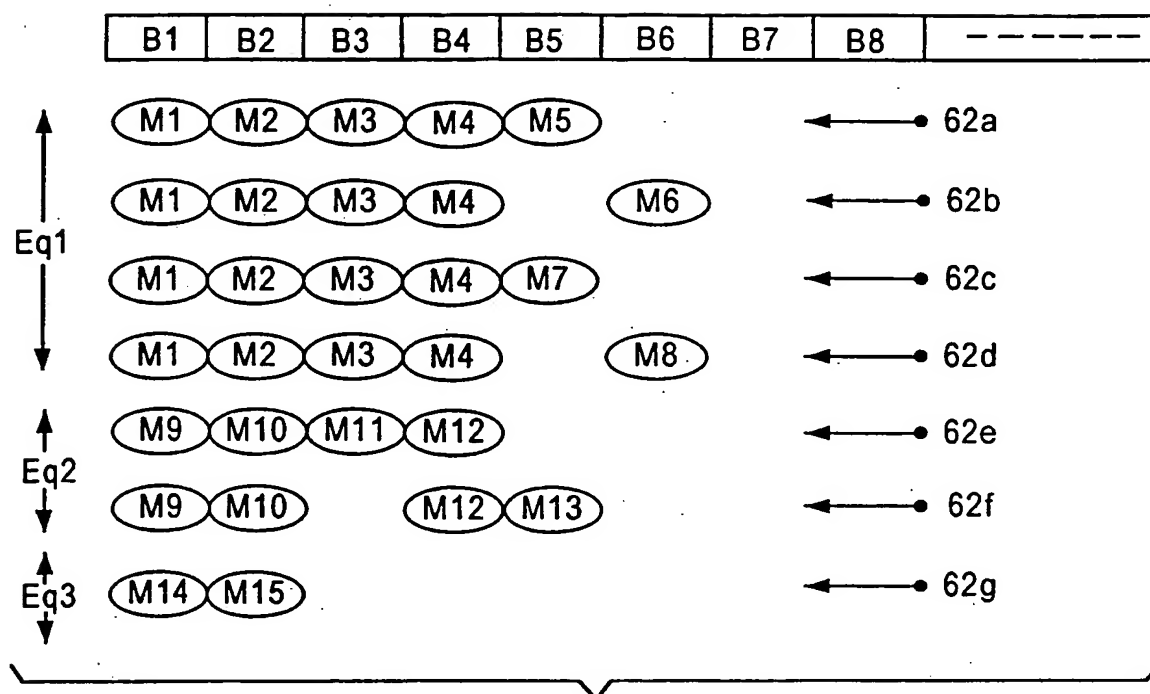 B1 B2 B3 B4 B5 B6 B7 B8
M1 M2 M3 M4 M5 62a
M1 M2 M3 M4 M6 62b
Eq1
M1 M2 M3 M4 M7 62c
M1 M2 M3 M4 M8 62d
M9 M10 M11 M12 62e
Eq2
M9 M10 M12 M13 62f
Eq3 M14 M15 62g